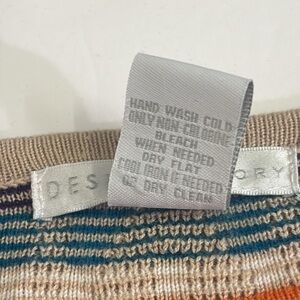 HAND WASH COLD
ONLY NON-CHLORINE
BLEACH
WHEN NEEDED
DRY FLAT
COOL IRON IF NEEDED
OR DRY CLEAN
DES ORY